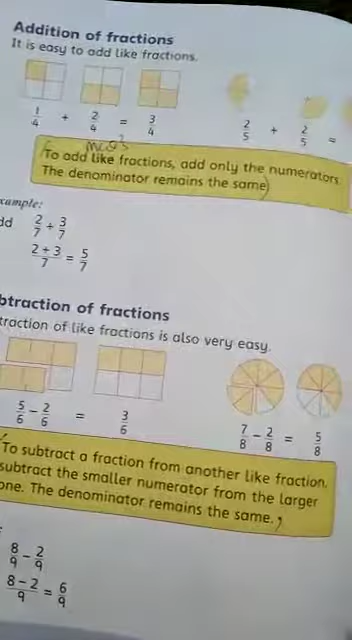 Addition of fractions
It is easy to add like fractions.
1/4 + 2/4 = 3/4
2/5 + 2/5 =
To add like fractions, add only the numerators.
The denominator remains the same
xample:
dd 2/7 + 3/7
2 + 3/7 = 5/7
btraction of fractions
traction of like fractions is also very easy.
5/6 - 2/6 = 3/6
7/8 - 2/8 = 5/8
To subtract a fraction from another like fraction,
subtract the smaller numerator from the larger
one. The denominator remains the same.
8/9 - 2/9
8 - 2/9 = 6/9